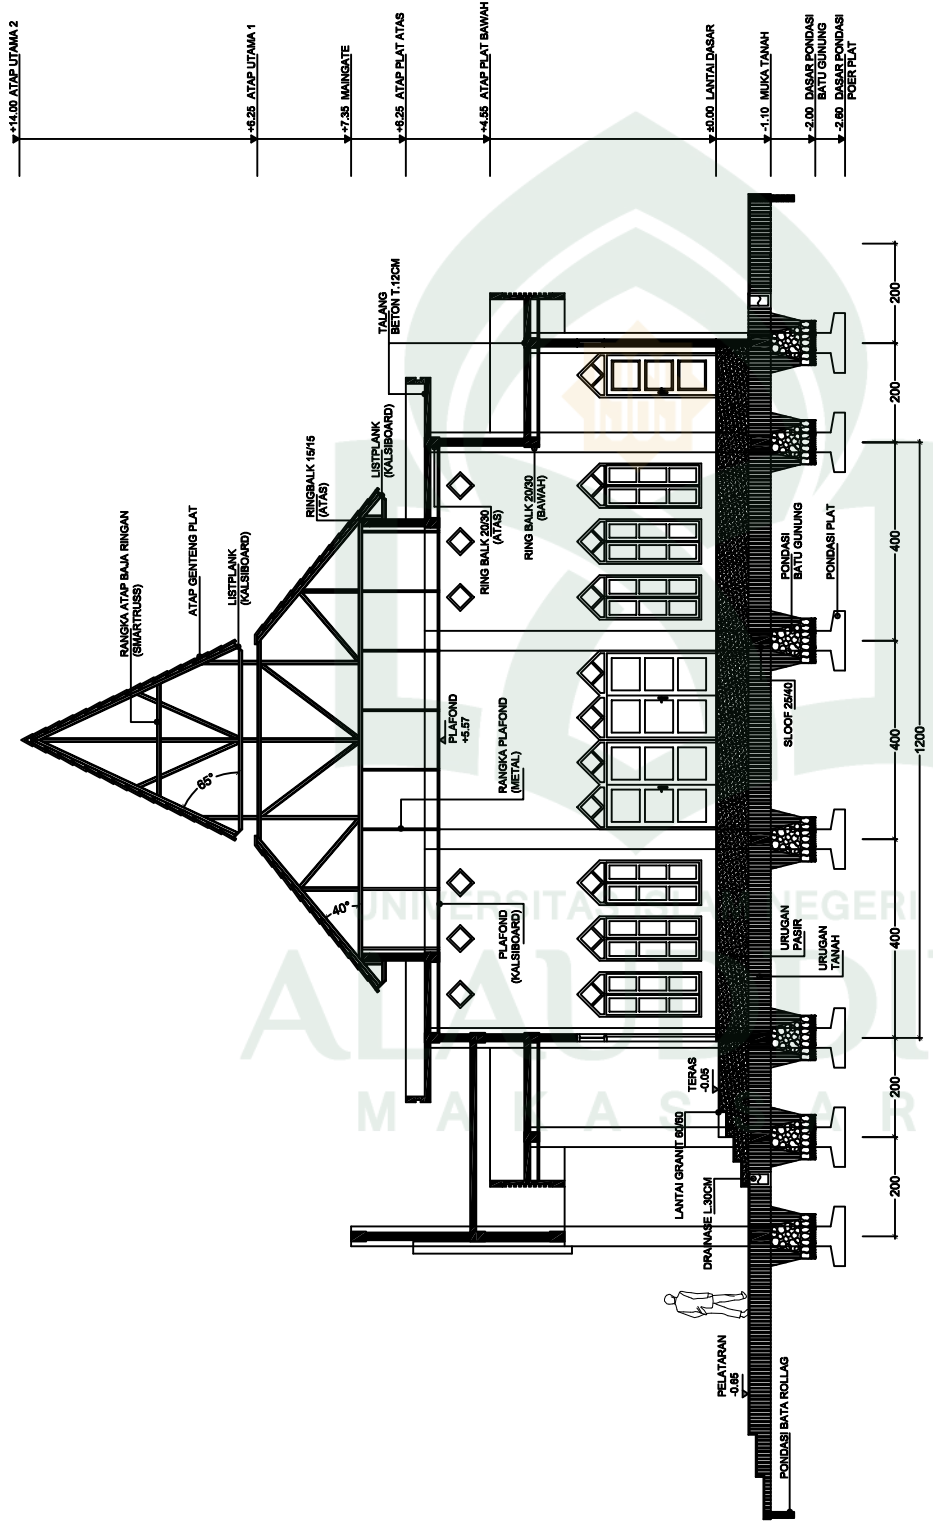 +14.00 ATAP UTAMA 2
+6.25 ATAP UTAMA 1
+7.35 MAINGATE
+6.25 ATAP PLAT ATAS
+4.55 ATAP PLAT BAWAH
±0.00 LANTAI DASAR
-1.10 MUKA TANAH
-2.00 DASAR PONDASI
BATU GUNUNG
-2.60 DASAR PONDASI
POER PLAT
TALANG
BETON T.12CM
RINGBALK 15/15
(ATAS)
LISTPLANK
(KALSIBOARD)
RANGKA ATAP BAJA RINGAN
(SMARTRUSS)
ATAP GENTENG PLAT
LISTPLANK
(KALSIBOARD)
RING BALK 20/30
(ATAS)
RING BALK 20/30
(BAWAH)
PONDASI
BATU GUNUNG
PONDASI PLAT
PLAFOND
+5.57
RANGKA PLAFOND
(METAL)
SLOOF 25/40
65°
40°
PLAFOND
(KALSIBOARD)
URUGAN
PASIR
URUGAN
TANAH
TERAS
-0.05
LANTAI GRANIT 60/60
DRAINASE L.30CM
PELATARAN
-0.65
PONDASI BATA ROLLAG
200
200
400
400
400
200
200
1200
UNIVERSITAS ISLAM NEGERI
ALAUDDI
MAKASSAR